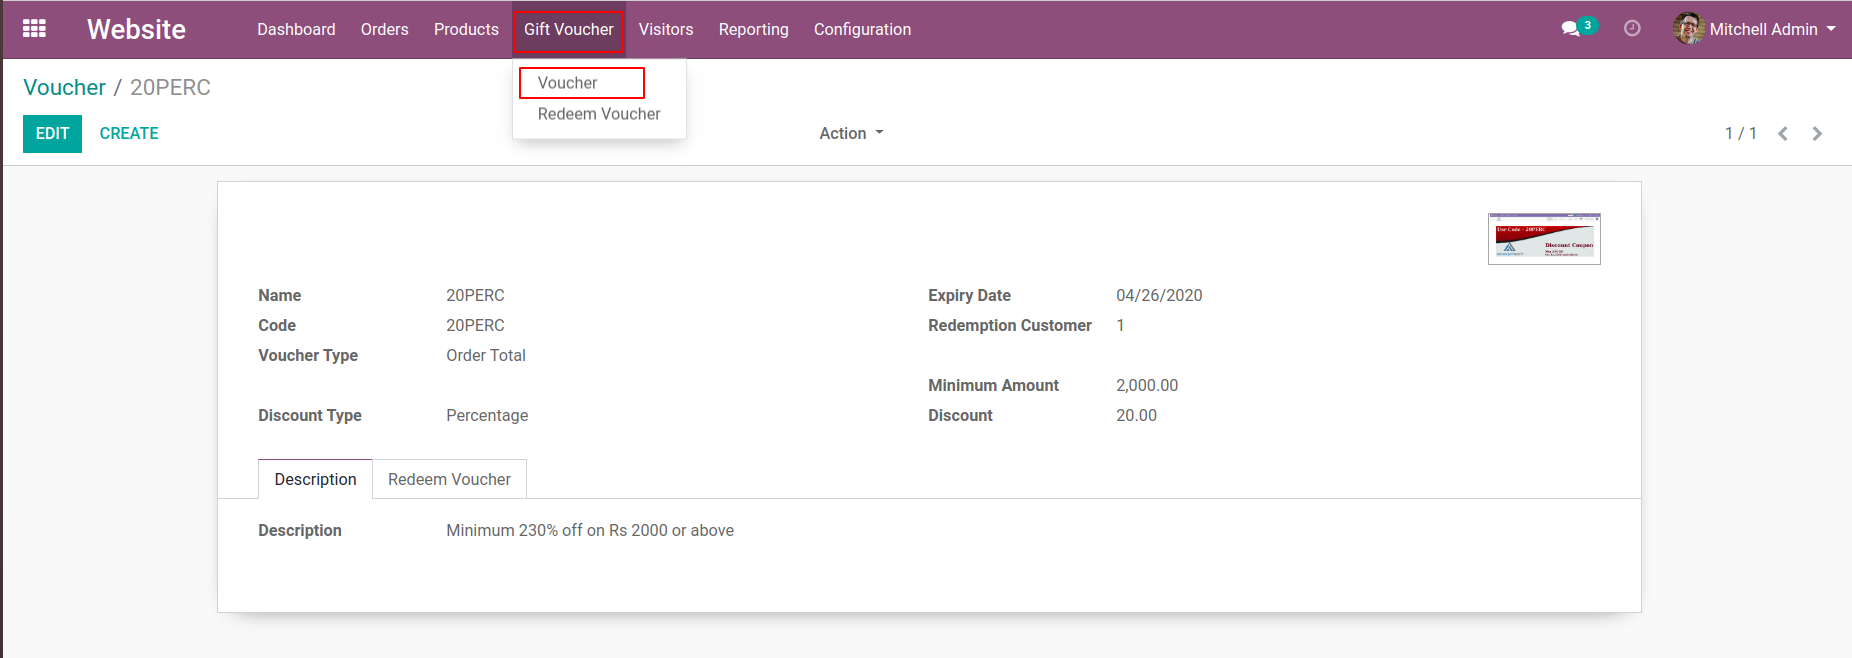 Website Dashboard Orders Products Gift Voucher Visitors Reporting Configuration 3 Mitchell Admin
Voucher / 20PERC
Voucher
Redeem Voucher
EDIT CREATE Action 1 / 1
Use Code - 20PERC
Discount Coupon
Name 20PERC Expiry Date 04/26/2020
Code 20PERC Redemption Customer 1
Voucher Type Order Total
Minimum Amount 2,000.00
Discount Type Percentage Discount 20.00
Description Redeem Voucher
Description Minimum 230% off on Rs 2000 or above